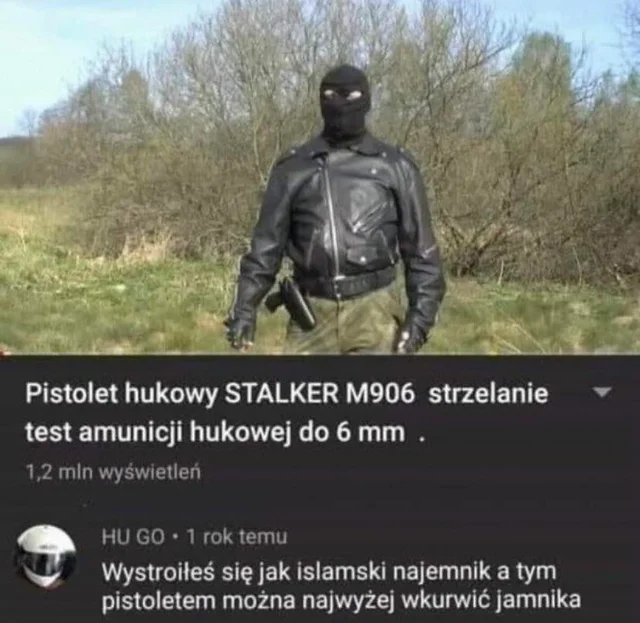 Pistolet hukowy STALKER M906 strzelanie
test amunicji hukowej do 6 mm .
1,2 mln wyświetleń
HU GO • 1 rok temu
Wystroiłeś się jak islamski najemnik a tym
pistoletem można najwyżej wkurwić jamnika